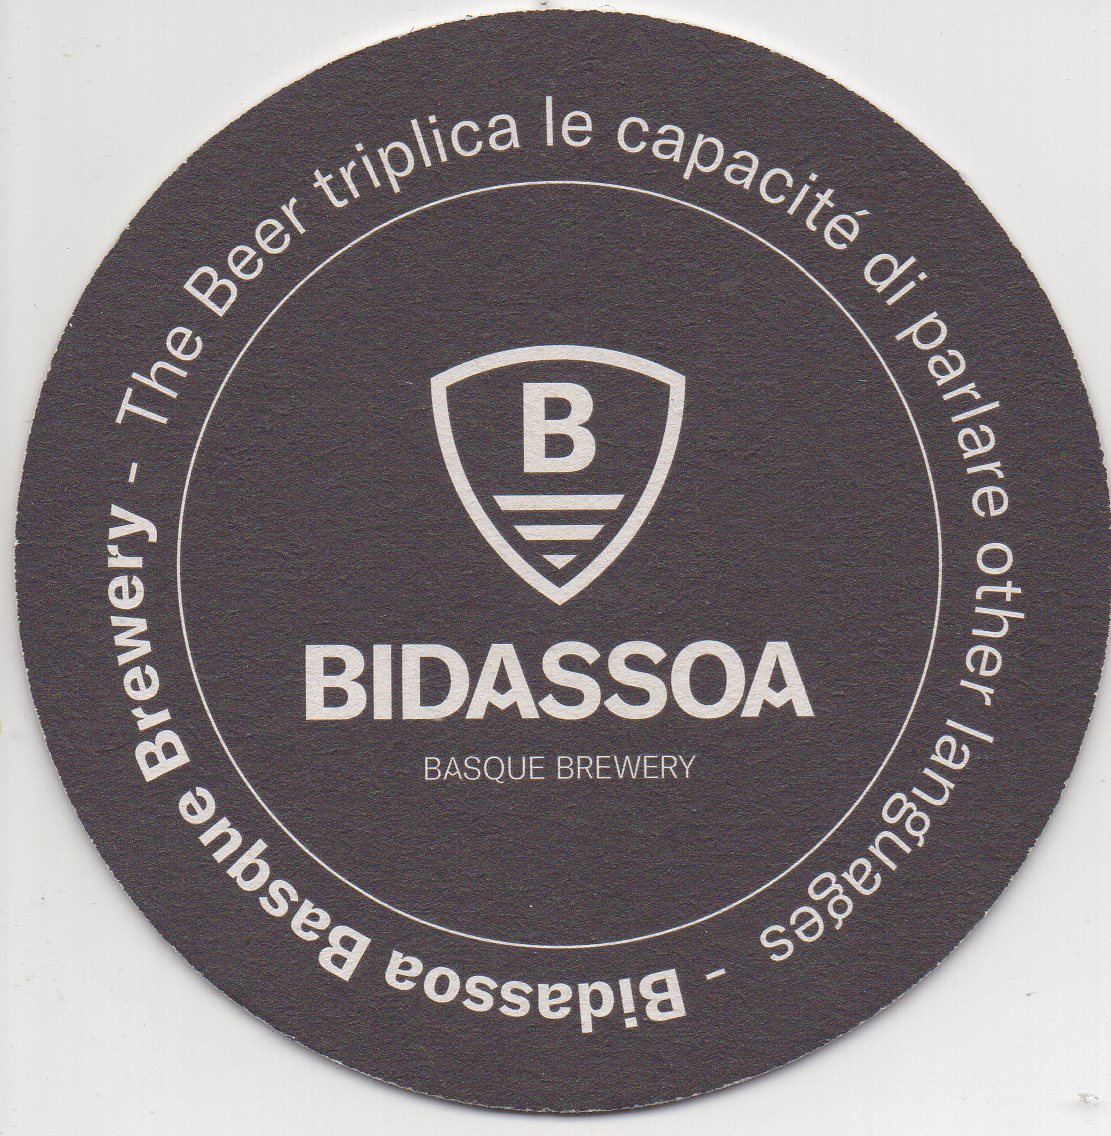 The Beer triplica le capacité di parlare other languages - Bidassoa Basque Brewery -
B
BIDASSOA
BASQUE BREWERY